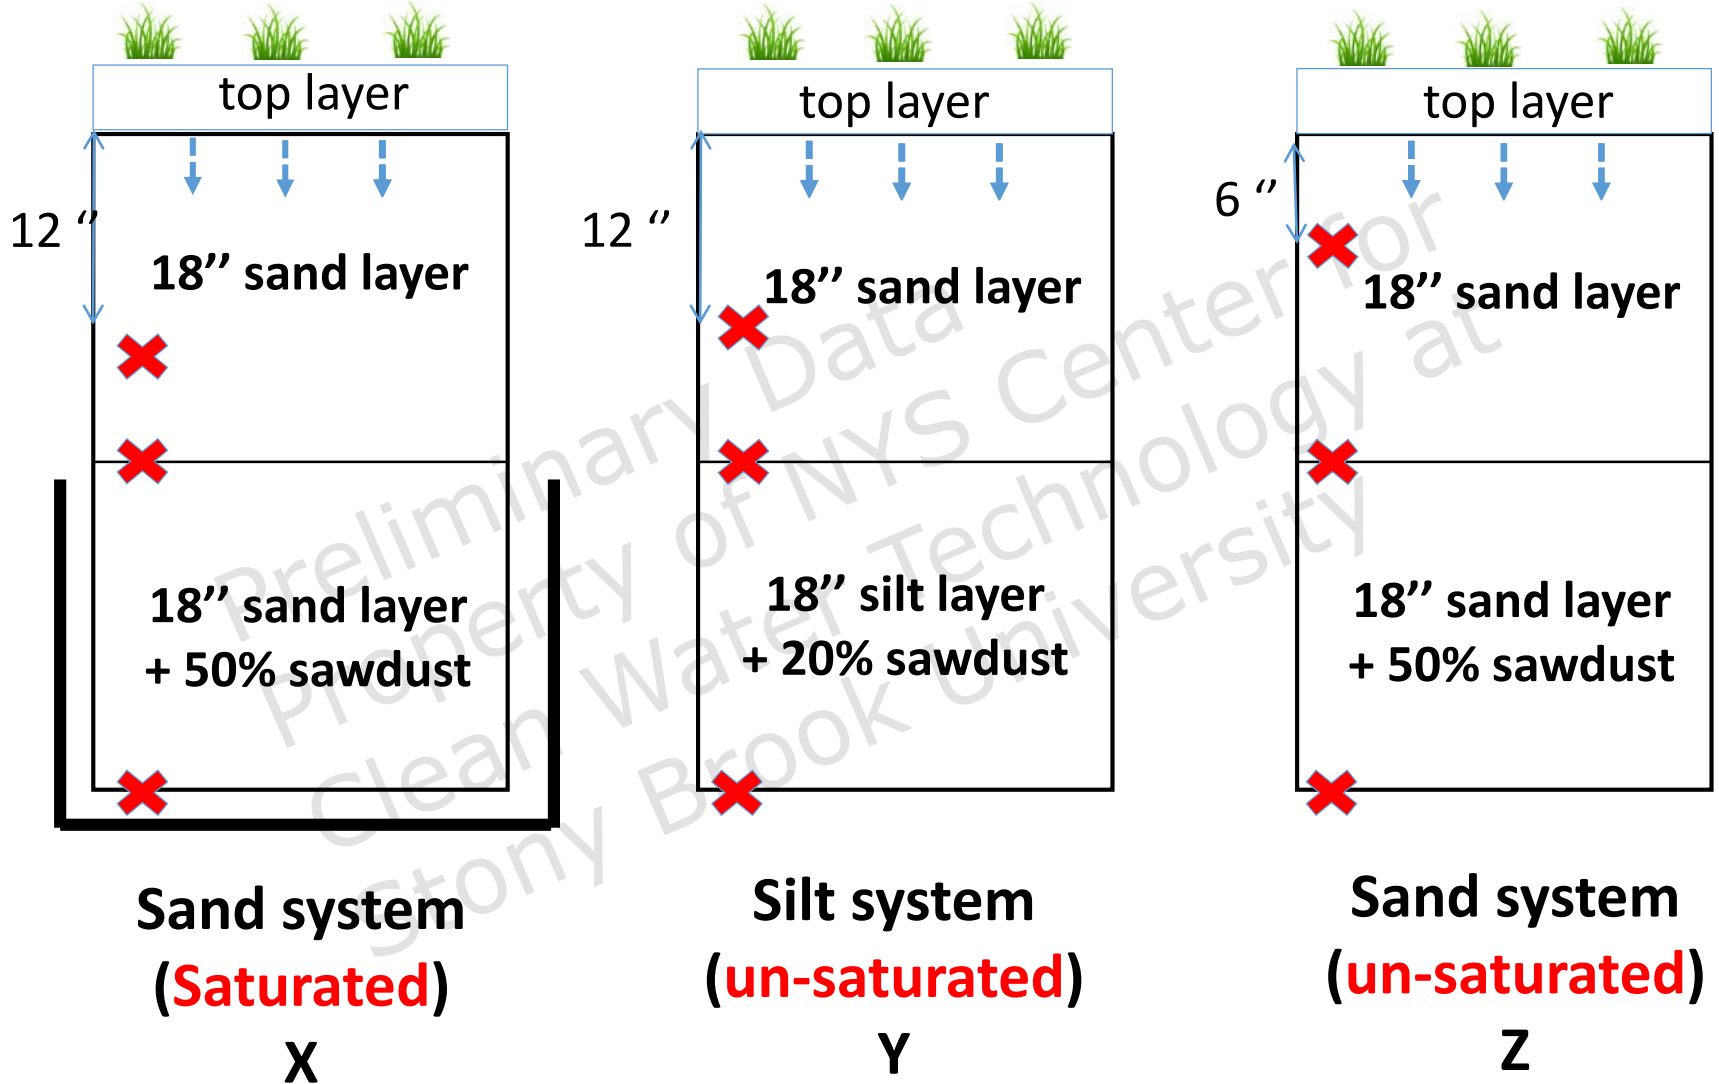 top layer
12 ‘’
18’’ sand layer
18’’ sand layer
+ 50% sawdust
Sand system
(Saturated)
X
top layer
12 ‘’
18’’ sand layer
18’’ silt layer
+ 20% sawdust
Silt system
(un-saturated)
Y
top layer
6 ‘’
18’’ sand layer
18’’ sand layer
+ 50% sawdust
Sand system
(un-saturated)
Z
Preliminary Data
Property of NYS Center for
Clean Water Technology at
Stony Brook University